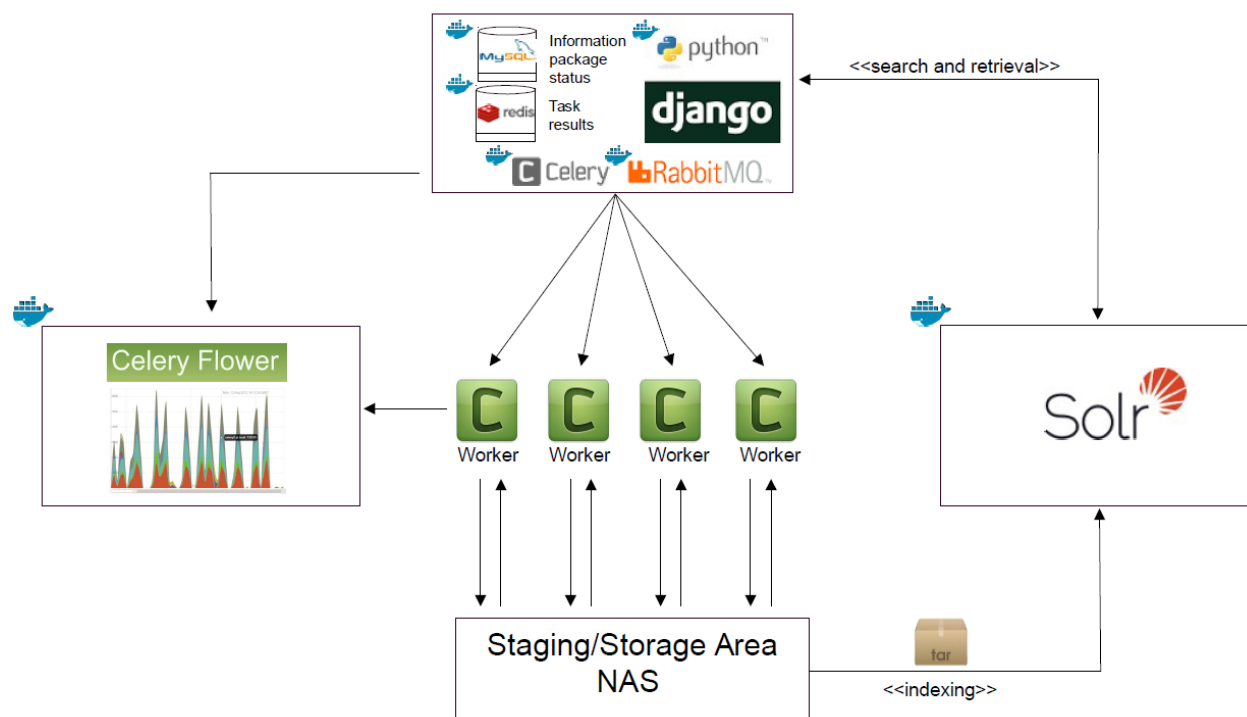 MySQL
Information
package
status
python™
<<search and retrieval>>
redis
Task
results
django
C Celery
RabbitMQ
Celery Flower
C
C
C
C
Solr
Worker
Worker
Worker
Worker
Staging/Storage Area
NAS
tar
<<indexing>>